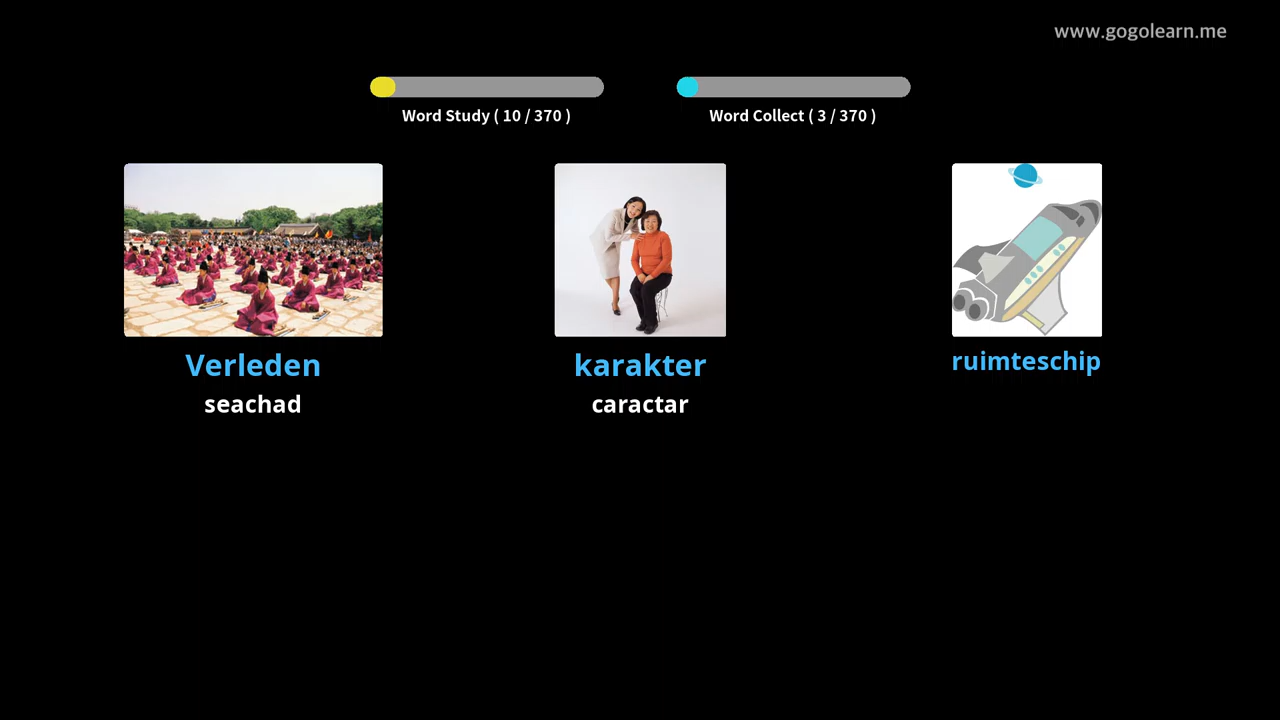 www.gogolearn.me
Word Study ( 10 / 370 )
Word Collect ( 3 / 370 )
Verleden
seachad
karakter
caractar
ruimteschip